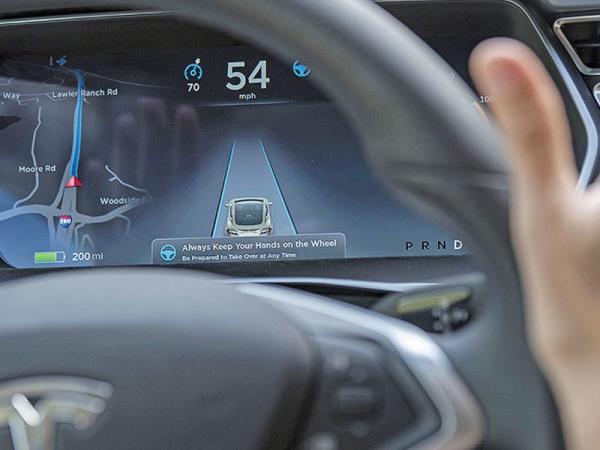 54
mph
70
100
Way
Lawler Ranch Rd
Moore Rd
Woodside
280
200 mi
Always Keep Your Hands on the Wheel
Be Prepared to Take Over at Any Time
P R N D